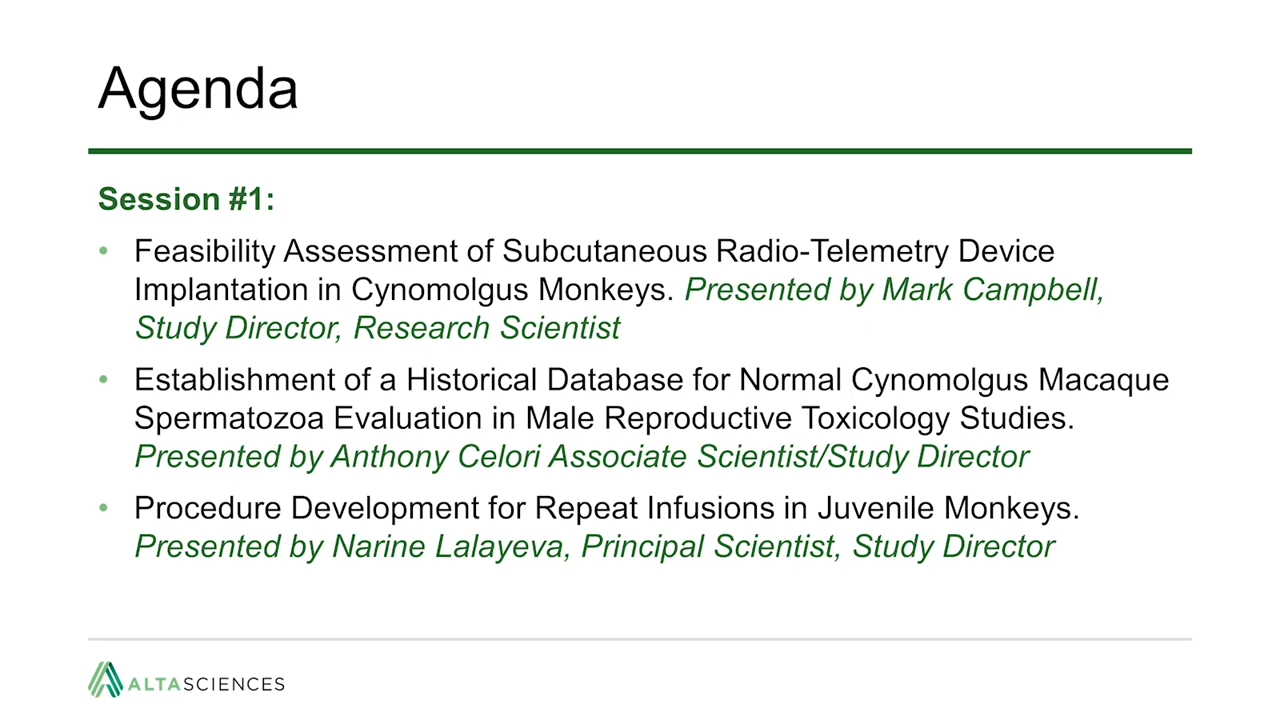 Agenda
Session #1:
• Feasibility Assessment of Subcutaneous Radio-Telemetry Device
Implantation in Cynomolgus Monkeys. Presented by Mark Campbell,
Study Director, Research Scientist
• Establishment of a Historical Database for Normal Cynomolgus Macaque
Spermatozoa Evaluation in Male Reproductive Toxicology Studies.
Presented by Anthony Celori Associate Scientist/Study Director
• Procedure Development for Repeat Infusions in Juvenile Monkeys.
Presented by Narine Lalayeva, Principal Scientist, Study Director
ALTASCIENCES